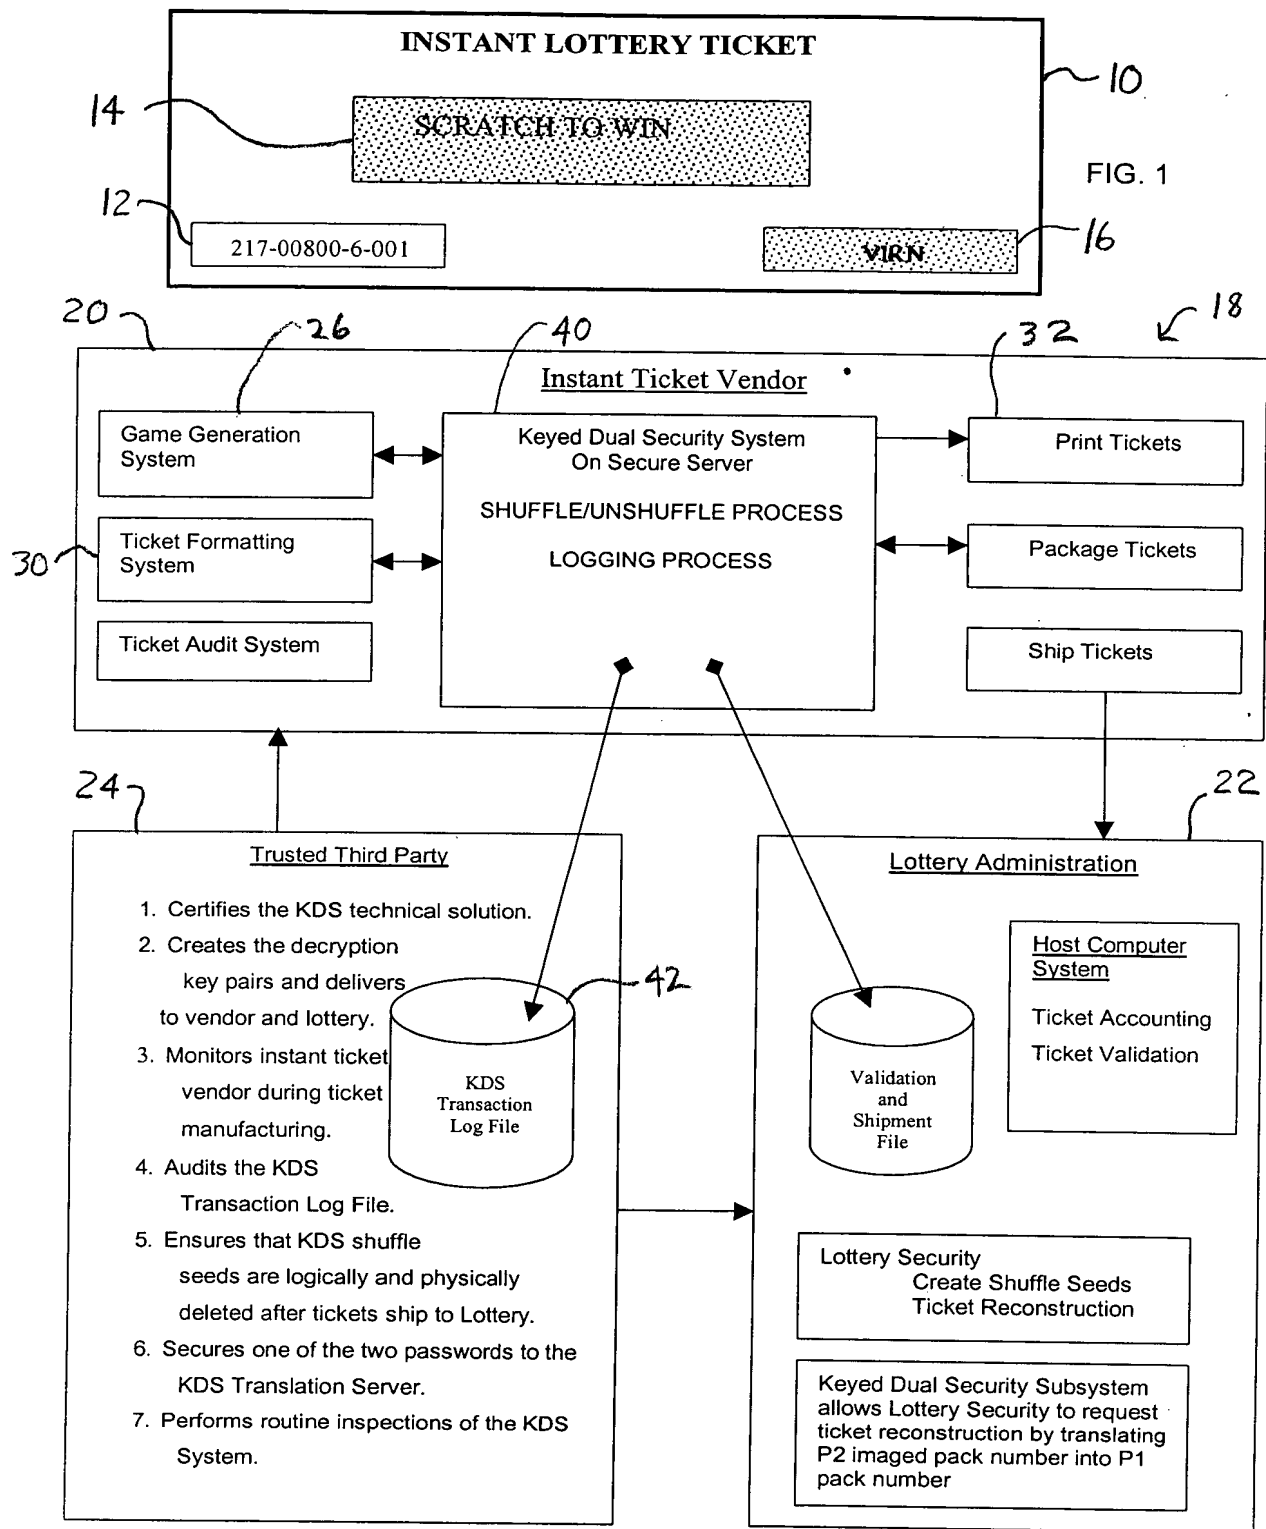 INSTANT LOTTERY TICKET
10
14
SCRATCH TO WIN
FIG. 1
12
217-00800-6-001
VIRN
16
20
26
40
32
18
Instant Ticket Vendor
Game Generation
System
Keyed Dual Security System
On Secure Server
SHUFFLE/UNSHUFFLE PROCESS
LOGGING PROCESS
Print Tickets
30
Ticket Formatting
System
Package Tickets
Ticket Audit System
Ship Tickets
24
22
Trusted Third Party
1. Certifies the KDS technical solution.
2. Creates the decryption
key pairs and delivers
to vendor and lottery.
3. Monitors instant ticket
vendor during ticket
manufacturing.
4. Audits the KDS
Transaction Log File.
5. Ensures that KDS shuffle
seeds are logically and physically
deleted after tickets ship to Lottery.
6. Secures one of the two passwords to the
KDS Translation Server.
7. Performs routine inspections of the KDS
System.
42
KDS
Transaction
Log File
Lottery Administration
Host Computer
System
Ticket Accounting
Ticket Validation
Validation
and
Shipment
File
Lottery Security
Create Shuffle Seeds
Ticket Reconstruction
Keyed Dual Security Subsystem
allows Lottery Security to request
ticket reconstruction by translating
P2 imaged pack number into P1
pack number